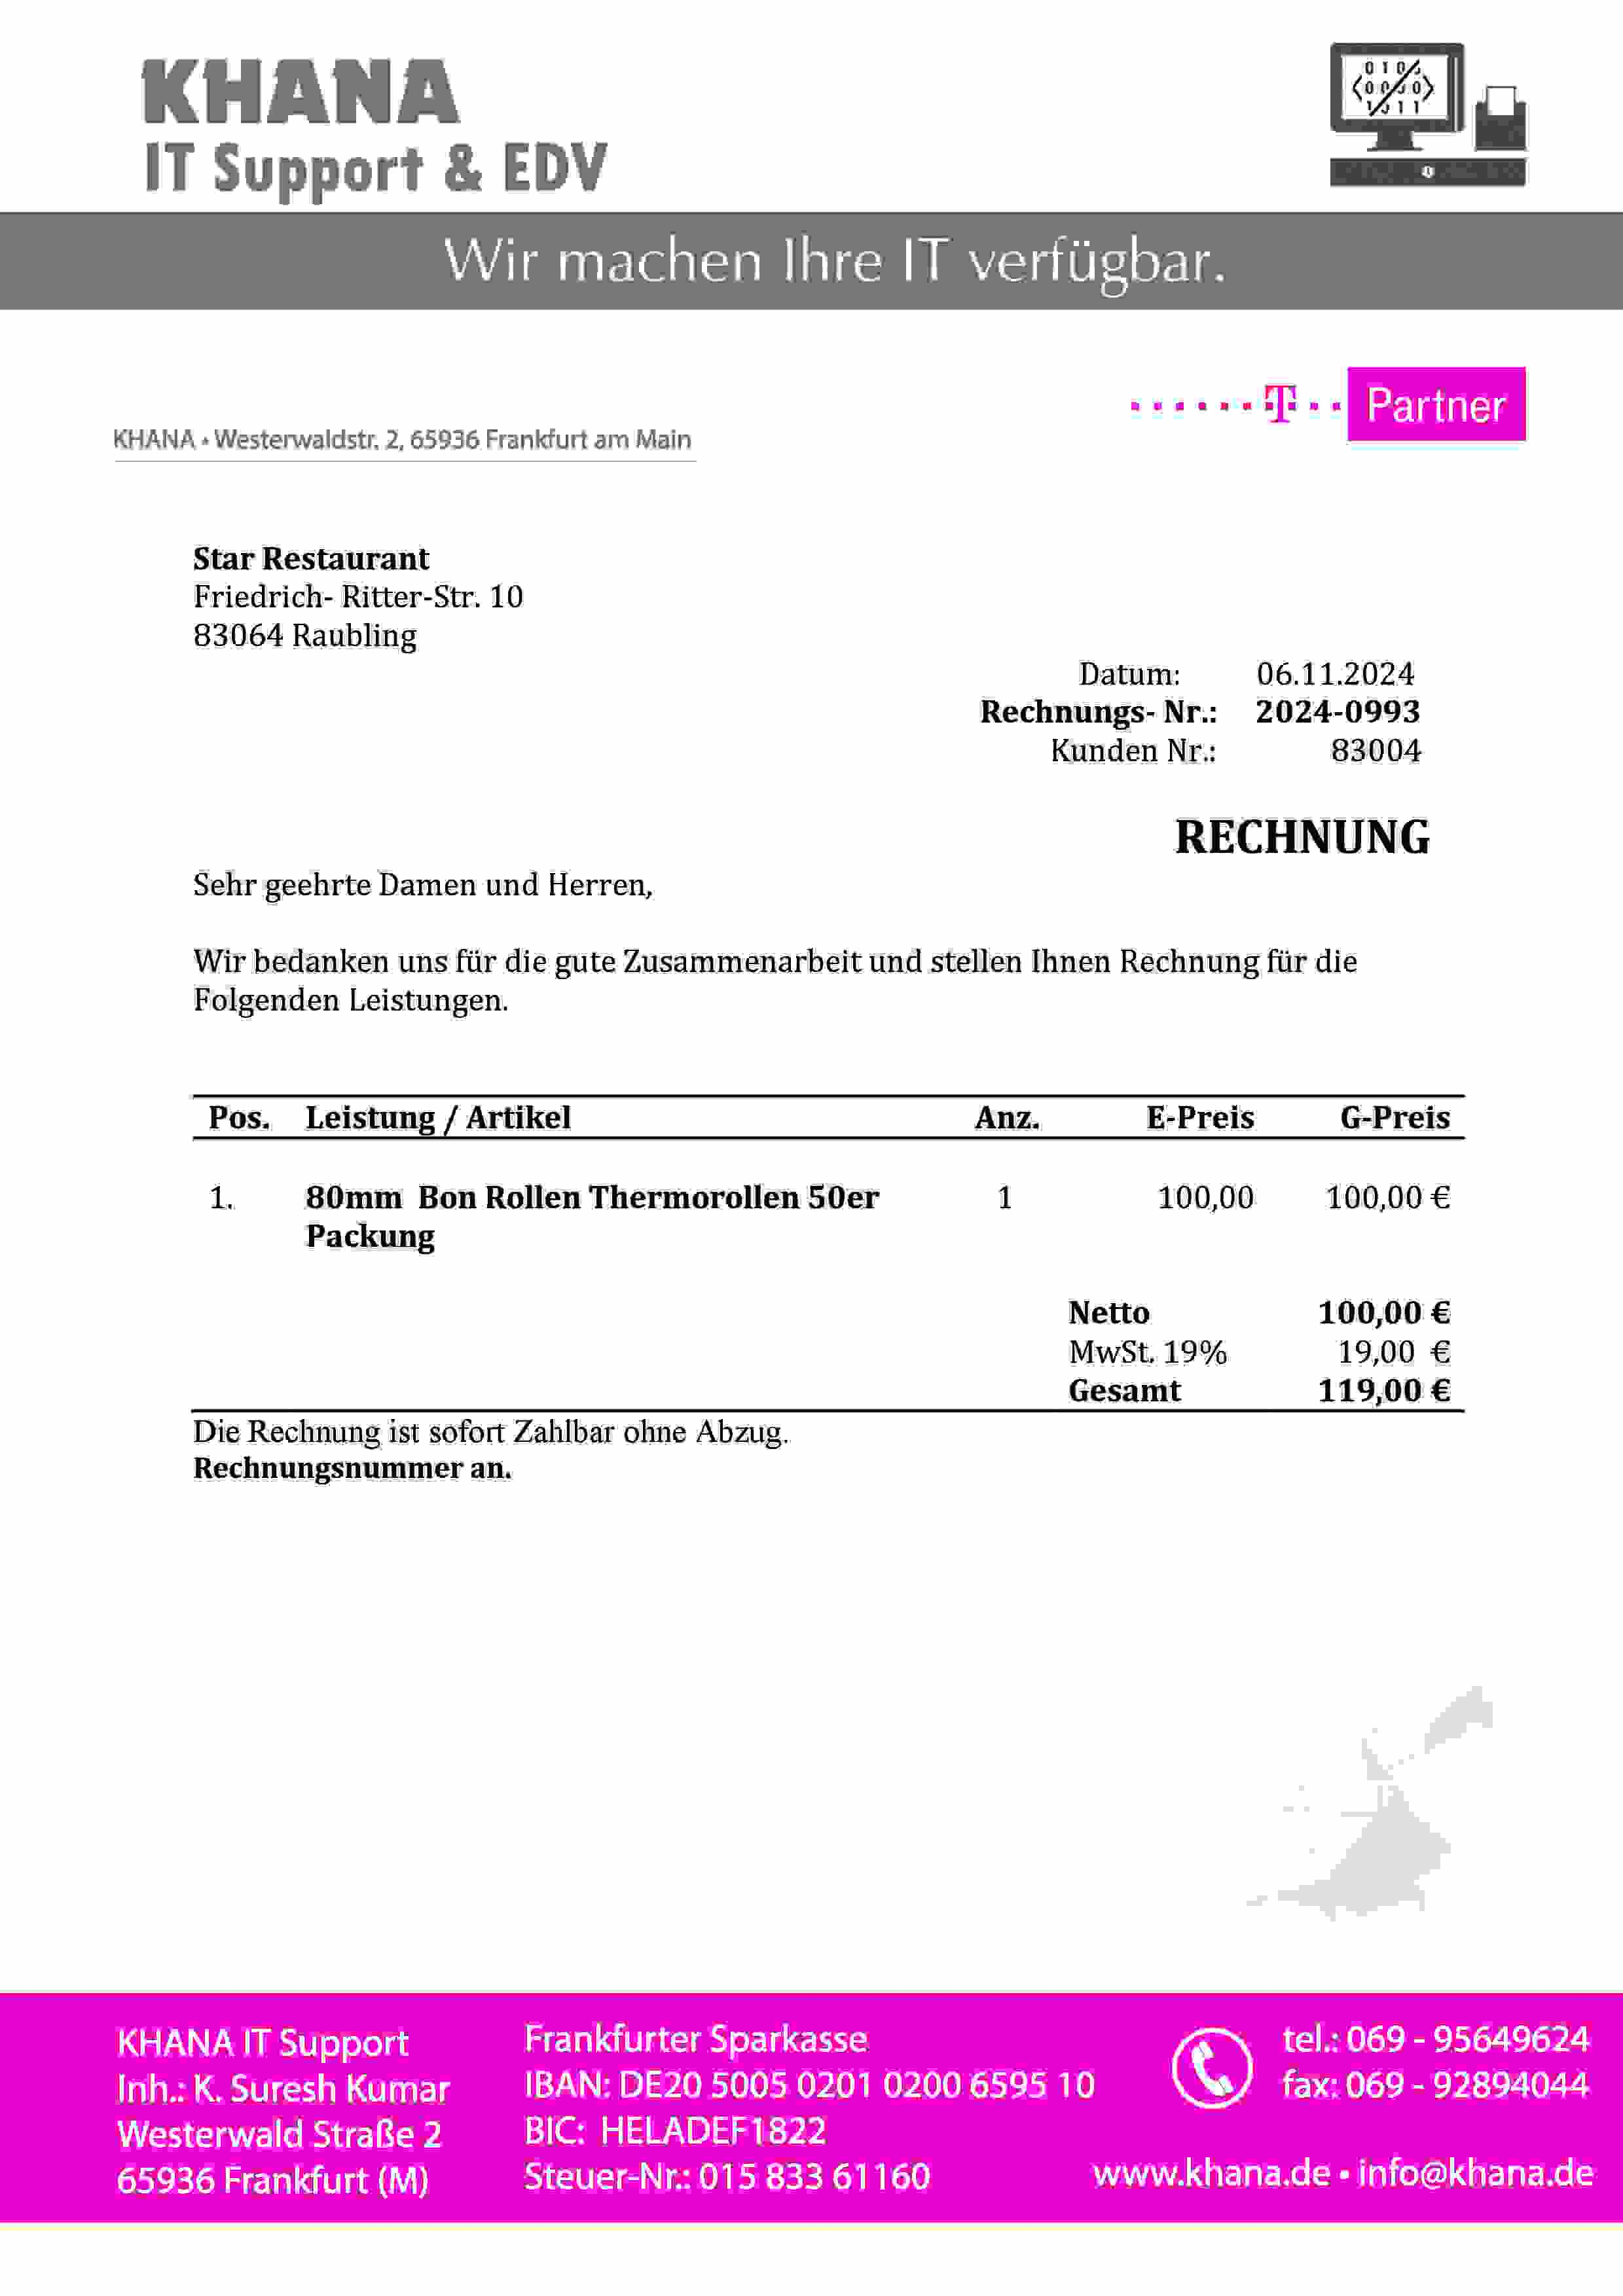 KHANA
IT Support & EDV
Wir machen Ihre IT verfügbar.
T Partner
KHANA • Westerwaldstr. 2, 65936 Frankfurt am Main
Star Restaurant
Friedrich- Ritter-Str. 10
83064 Raubling
Datum: 06.11.2024
Rechnungs- Nr.: 2024-0993
Kunden Nr.: 83004
RECHNUNG
Sehr geehrte Damen und Herren,
Wir bedanken uns für die gute Zusammenarbeit und stellen Ihnen Rechnung für die
Folgenden Leistungen.
Pos. Leistung / Artikel Anz. E-Preis G-Preis
1. 80mm Bon Rollen Thermorollen 50er 1 100,00 100,00 €
Packung
Netto 100,00 €
MwSt. 19% 19,00 €
Gesamt 119,00 €
Die Rechnung ist sofort Zahlbar ohne Abzug.
Rechnungsnummer an.
KHANA IT Support
Inh.: K. Suresh Kumar
Westerwald Straße 2
65936 Frankfurt (M)
Frankfurter Sparkasse
IBAN: DE20 5005 0201 0200 6595 10
BIC: HELADEF1822
Steuer-Nr.: 015 833 61160
tel.: 069 - 95649624
fax: 069 - 92894044
www.khana.de • info@khana.de